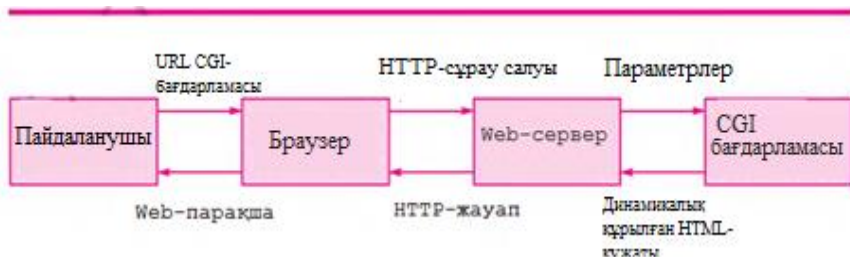 URL CGI-
бағдарламасы
HTTP-сұрау салуы
Параметрлер
Пайдаланушы
Браузер
Web-сервер
CGI
бағдарламасы
Web-парақша
HTTP-жауап
Динамикалық
құрылған HTML-
құжаты